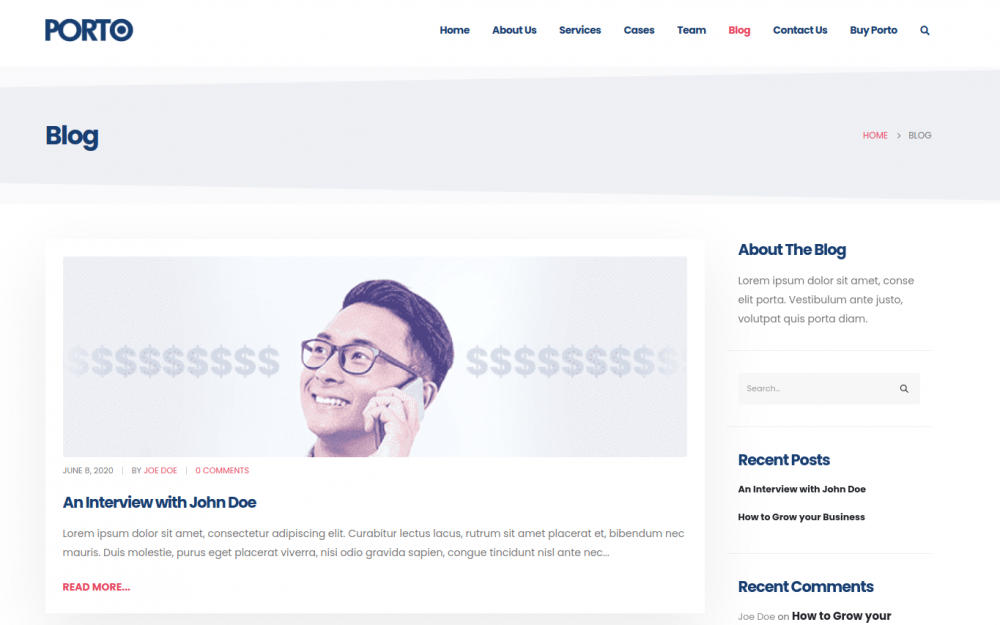 PORTO
Home About Us Services Cases Team Blog Contact Us Buy Porto
Blog
HOME > BLOG
$$$$$$$$$ $$$$$$$$$
JUNE 8, 2020 | BY JOE DOE | 0 COMMENTS
An Interview with John Doe
Lorem ipsum dolor sit amet, consectetur adipiscing elit. Curabitur lectus lacus, rutrum sit amet placerat et, bibendum nec
mauris. Duis molestie, purus eget placerat viverra, nisi odio gravida sapien, congue tincidunt nisl ante nec...
READ MORE...
About The Blog
Lorem ipsum dolor sit amet, conse
elit porta. Vestibulum ante justo,
volutpat quis porta diam.
Search...
Recent Posts
An Interview with John Doe
How to Grow your Business
Recent Comments
Joe Doe on How to Grow your